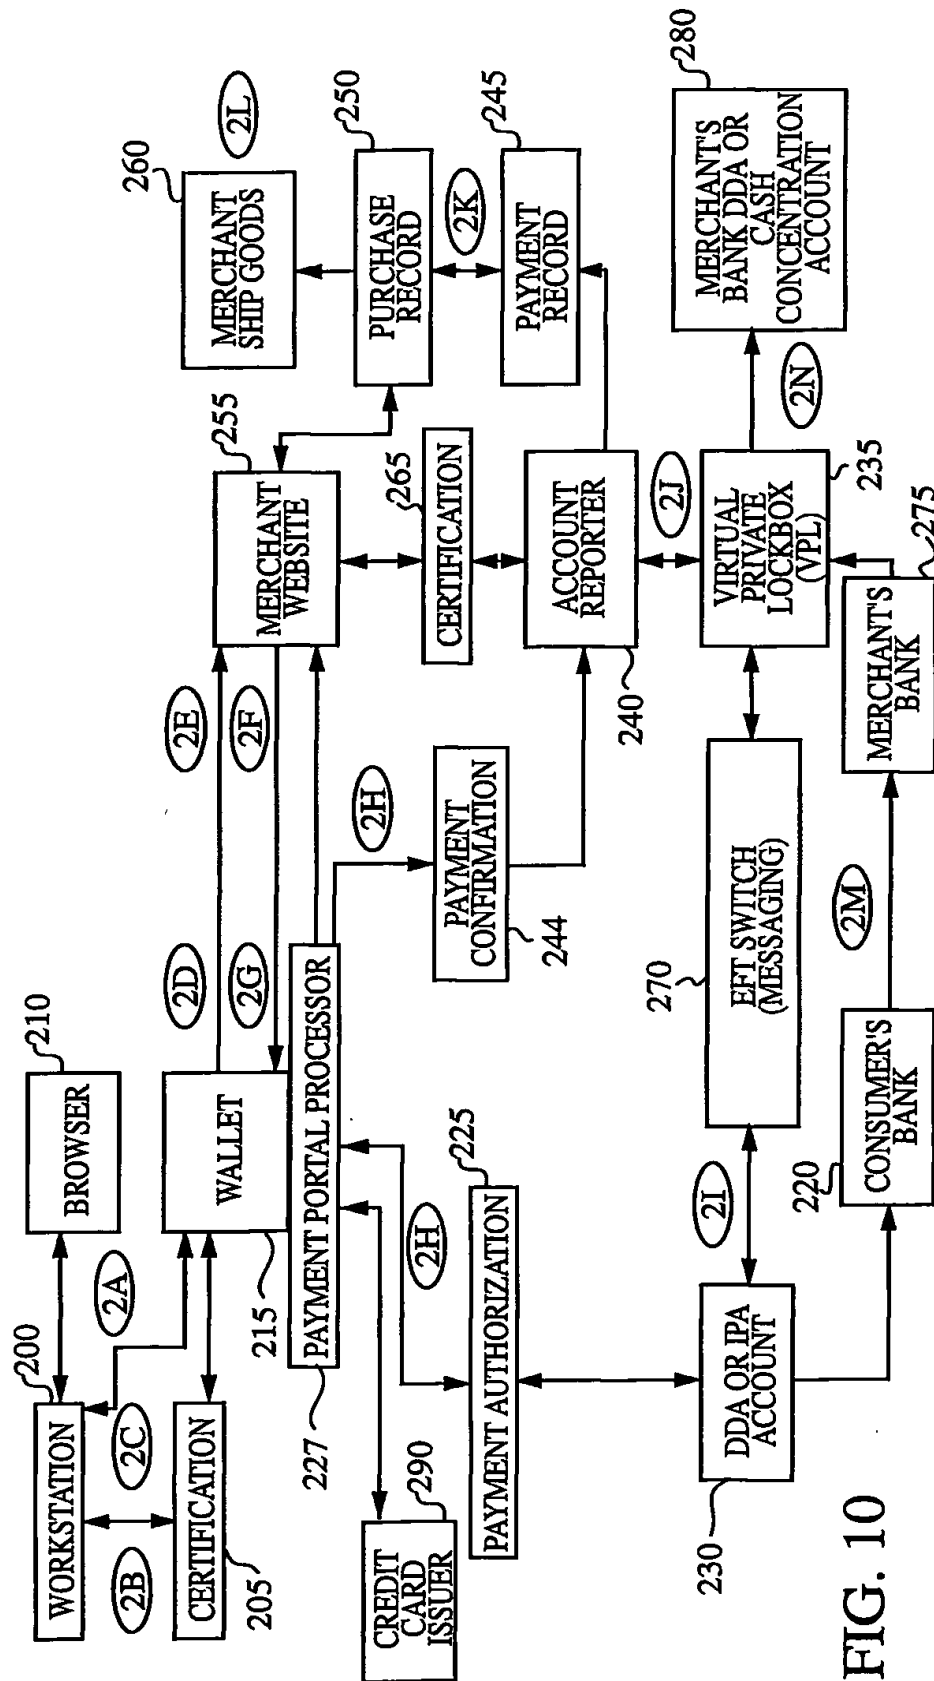 WORKSTATION
200
2A
BROWSER
210
2B
2C
CERTIFICATION
205
WALLET
215
2D
2E
2G
2F
MERCHANT
WEBSITE
255
MERCHANT
SHIP GOODS
260
2L
PAYMENT PORTAL PROCESSOR
227
2H
CREDIT
CARD
ISSUER
290
2H
PAYMENT
CONFIRMATION
244
CERTIFICATION
265
PURCHASE
RECORD
250
2K
PAYMENT AUTHORIZATION
225
ACCOUNT
REPORTER
240
PAYMENT
RECORD
245
2J
DDA OR IPA
ACCOUNT
230
2I
EFT SWITCH
(MESSAGING)
270
VIRTUAL
PRIVATE
LOCKBOX
(VPL)
235
2N
MERCHANT'S
BANK DDA OR
CASH
CONCENTRATION
ACCOUNT
280
CONSUMER'S
BANK
220
2M
MERCHANT'S
BANK
275
FIG. 10